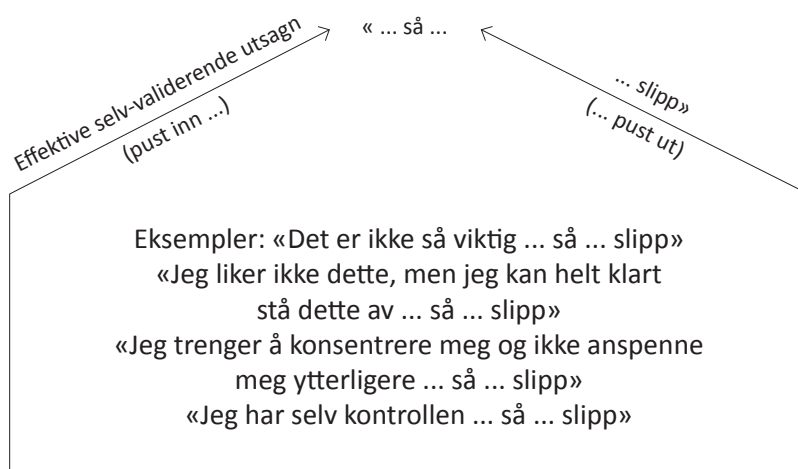 Effektive selv-validerende utsagn
(pust inn ...)
« ... så ...
... slipp»
(... pust ut)
Eksempler: «Det er ikke så viktig ... så ... slipp»
«Jeg liker ikke dette, men jeg kan helt klart
stå dette av ... så ... slipp»
«Jeg trenger å konsentrere meg og ikke anspenne
meg ytterligere ... så ... slipp»
«Jeg har selv kontrollen ... så ... slipp»